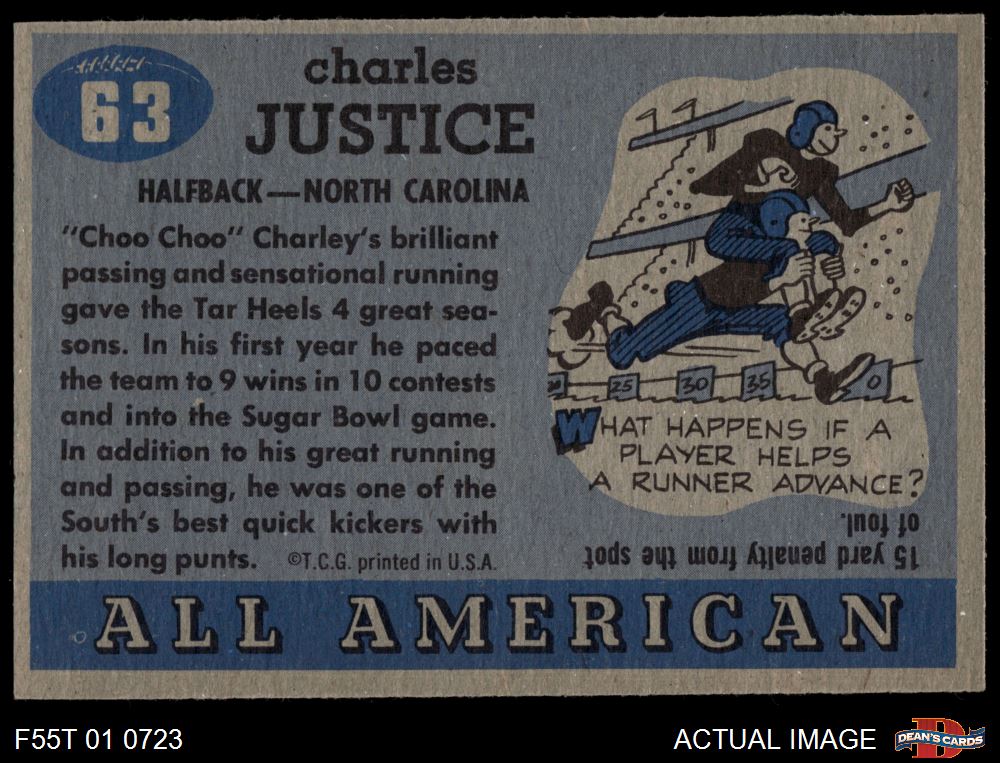 63
charles
JUSTICE
HALFBACK—NORTH CAROLINA
"Choo Choo" Charley's brilliant
passing and sensational running
gave the Tar Heels 4 great sea-
sons. In his first year he paced
the team to 9 wins in 10 contests
and into the Sugar Bowl game.
In addition to his great running
and passing, he was one of the
South's best quick kickers with
his long punts. ©T.C.G. printed in U.S.A.
25 30 35 0
WHAT HAPPENS IF A
PLAYER HELPS
A RUNNER ADVANCE?
15 yard penalty from the spot
of foul.
ALL AMERICAN
F55T 01 0723
ACTUAL IMAGE
DEAN'S CARDS